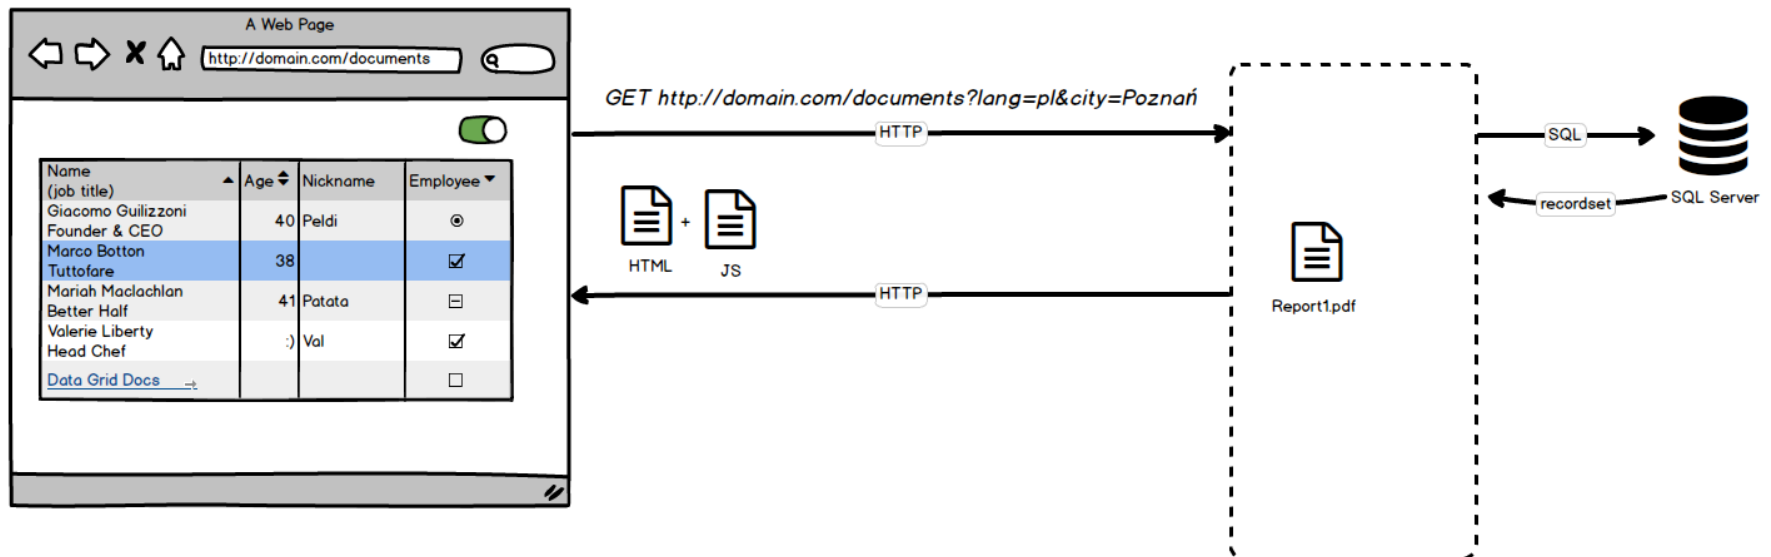 A Web Page
http://domain.com/documents
Name
(job title)
Age
Nickname
Employee
Giacomo Guilizzoni
Founder & CEO
40
Peldi
Marco Botton
Tuttofare
38
Mariah Maclachlan
Better Half
41
Patata
Valerie Liberty
Head Chef
:)
Val
Data Grid Docs
GET http://domain.com/documents?lang=pl&city=Poznań
HTTP
HTML
+
JS
HTTP
Report1.pdf
SQL
recordset
SQL Server